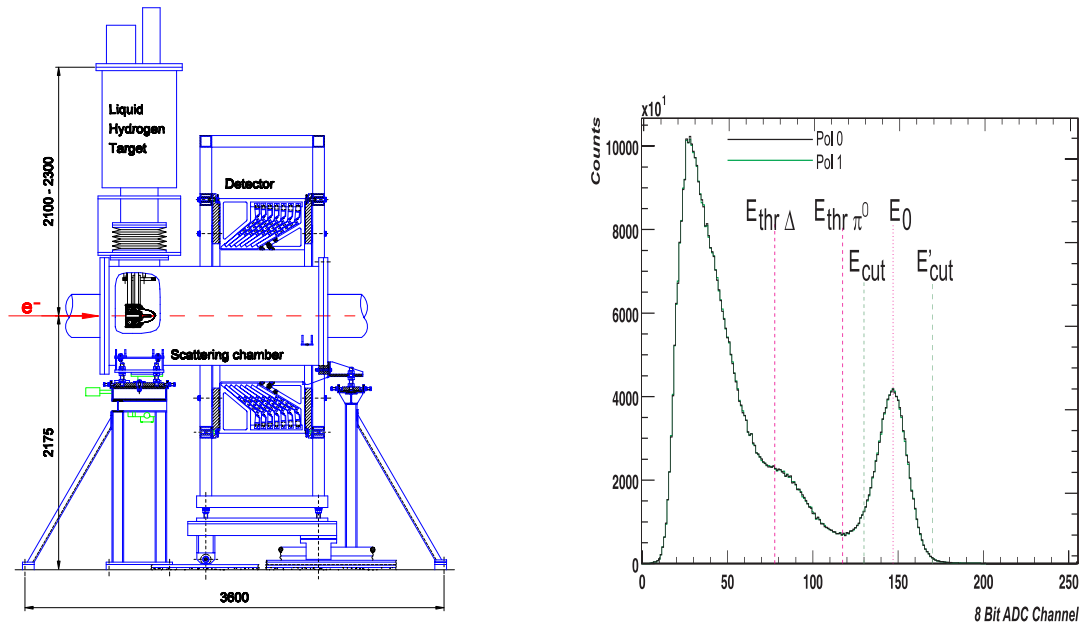 Liquid
Hydrogen
Target
2100 - 2300
Detector
e⁻
Scattering chamber
2175
3600
×10¹
Counts
10000
8000
6000
4000
2000
0
Pol 0
Pol 1
E_thr Δ
E_thr π⁰
E_0
E_cut
E'_cut
0 50 100 150 200 250
8 Bit ADC Channel